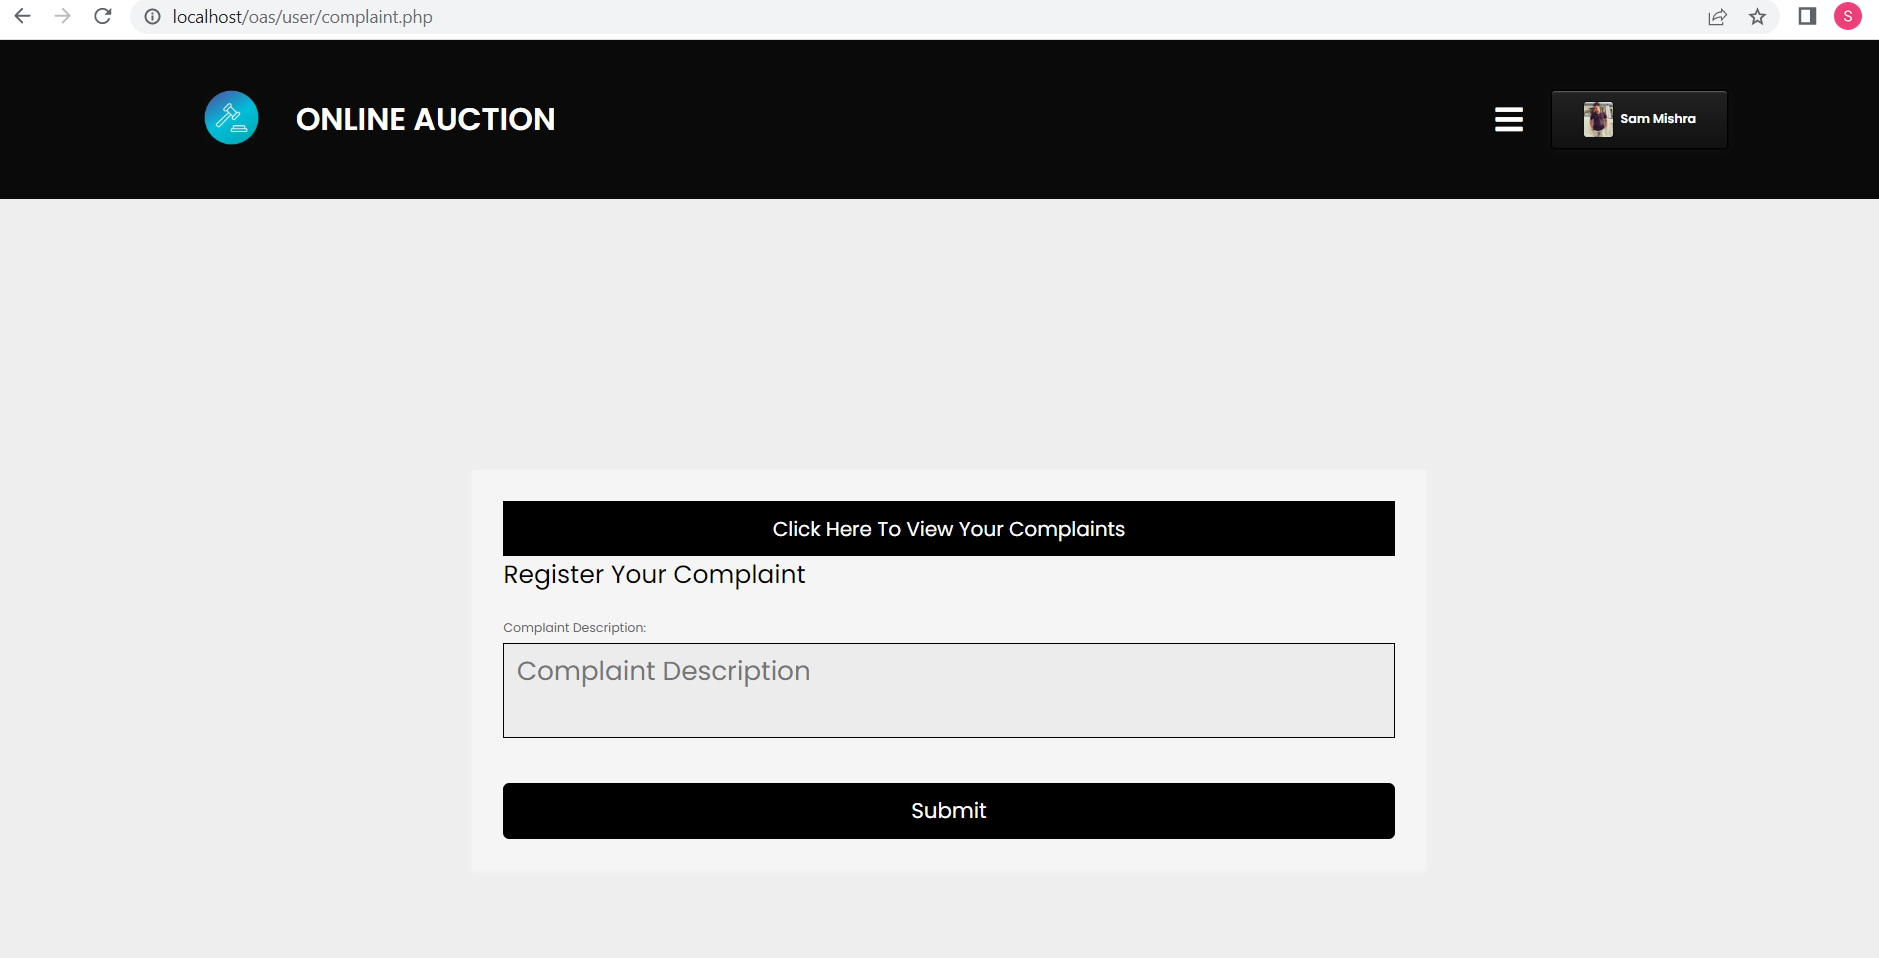 localhost/oas/user/complaint.php
S
ONLINE AUCTION
Sam Mishra
Click Here To View Your Complaints
Register Your Complaint
Complaint Description:
Complaint Description
Submit